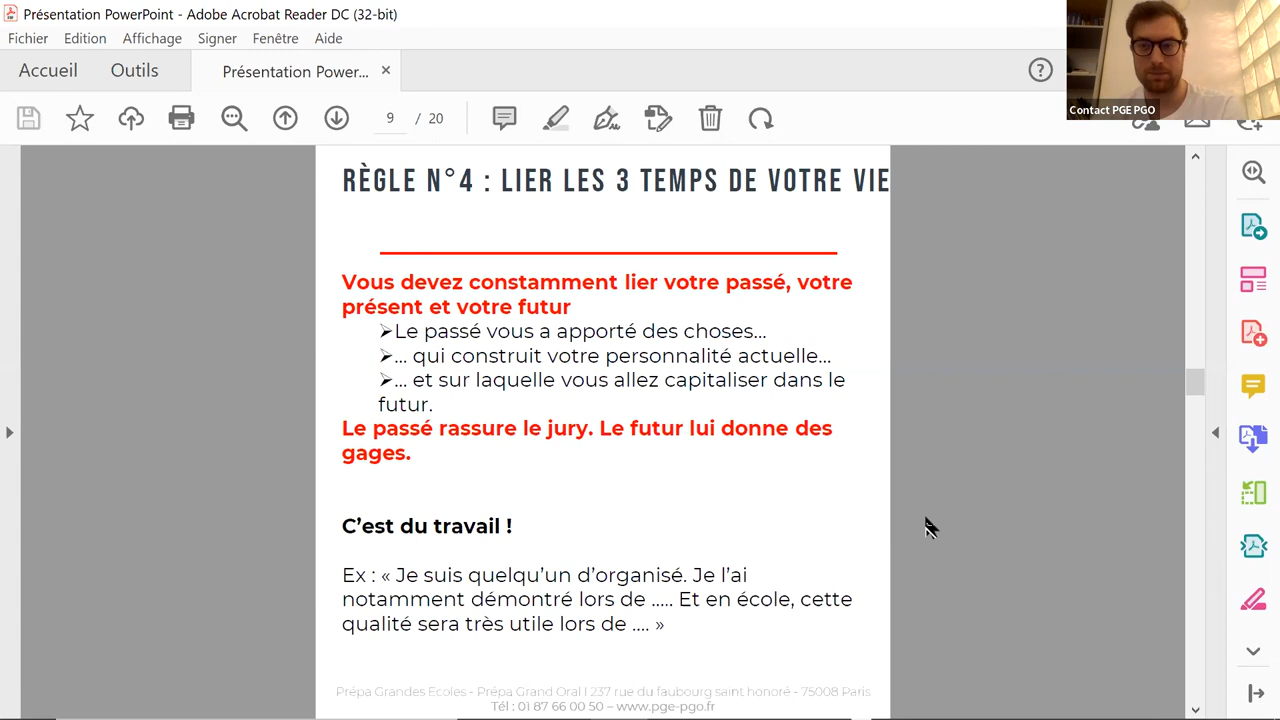 Présentation PowerPoint - Adobe Acrobat Reader DC (32-bit)
Fichier Edition Affichage Signer Fenêtre Aide
Accueil Outils Présentation Power... ×
9 / 20
Contact PGE PGO
RÈGLE N°4 : LIER LES 3 TEMPS DE VOTRE VIE
Vous devez constamment lier votre passé, votre
présent et votre futur
➢Le passé vous a apporté des choses…
➢… qui construit votre personnalité actuelle…
➢… et sur laquelle vous allez capitaliser dans le
futur.
Le passé rassure le jury. Le futur lui donne des
gages.
C’est du travail !
Ex : « Je suis quelqu’un d’organisé. Je l’ai
notamment démontré lors de ….. Et en école, cette
qualité sera très utile lors de …. »
Prépa Grandes Ecoles - Prépa Grand Oral I 237 rue du faubourg saint honoré - 75008 Paris
Tél : 01 87 66 00 50 – www.pge-pgo.fr